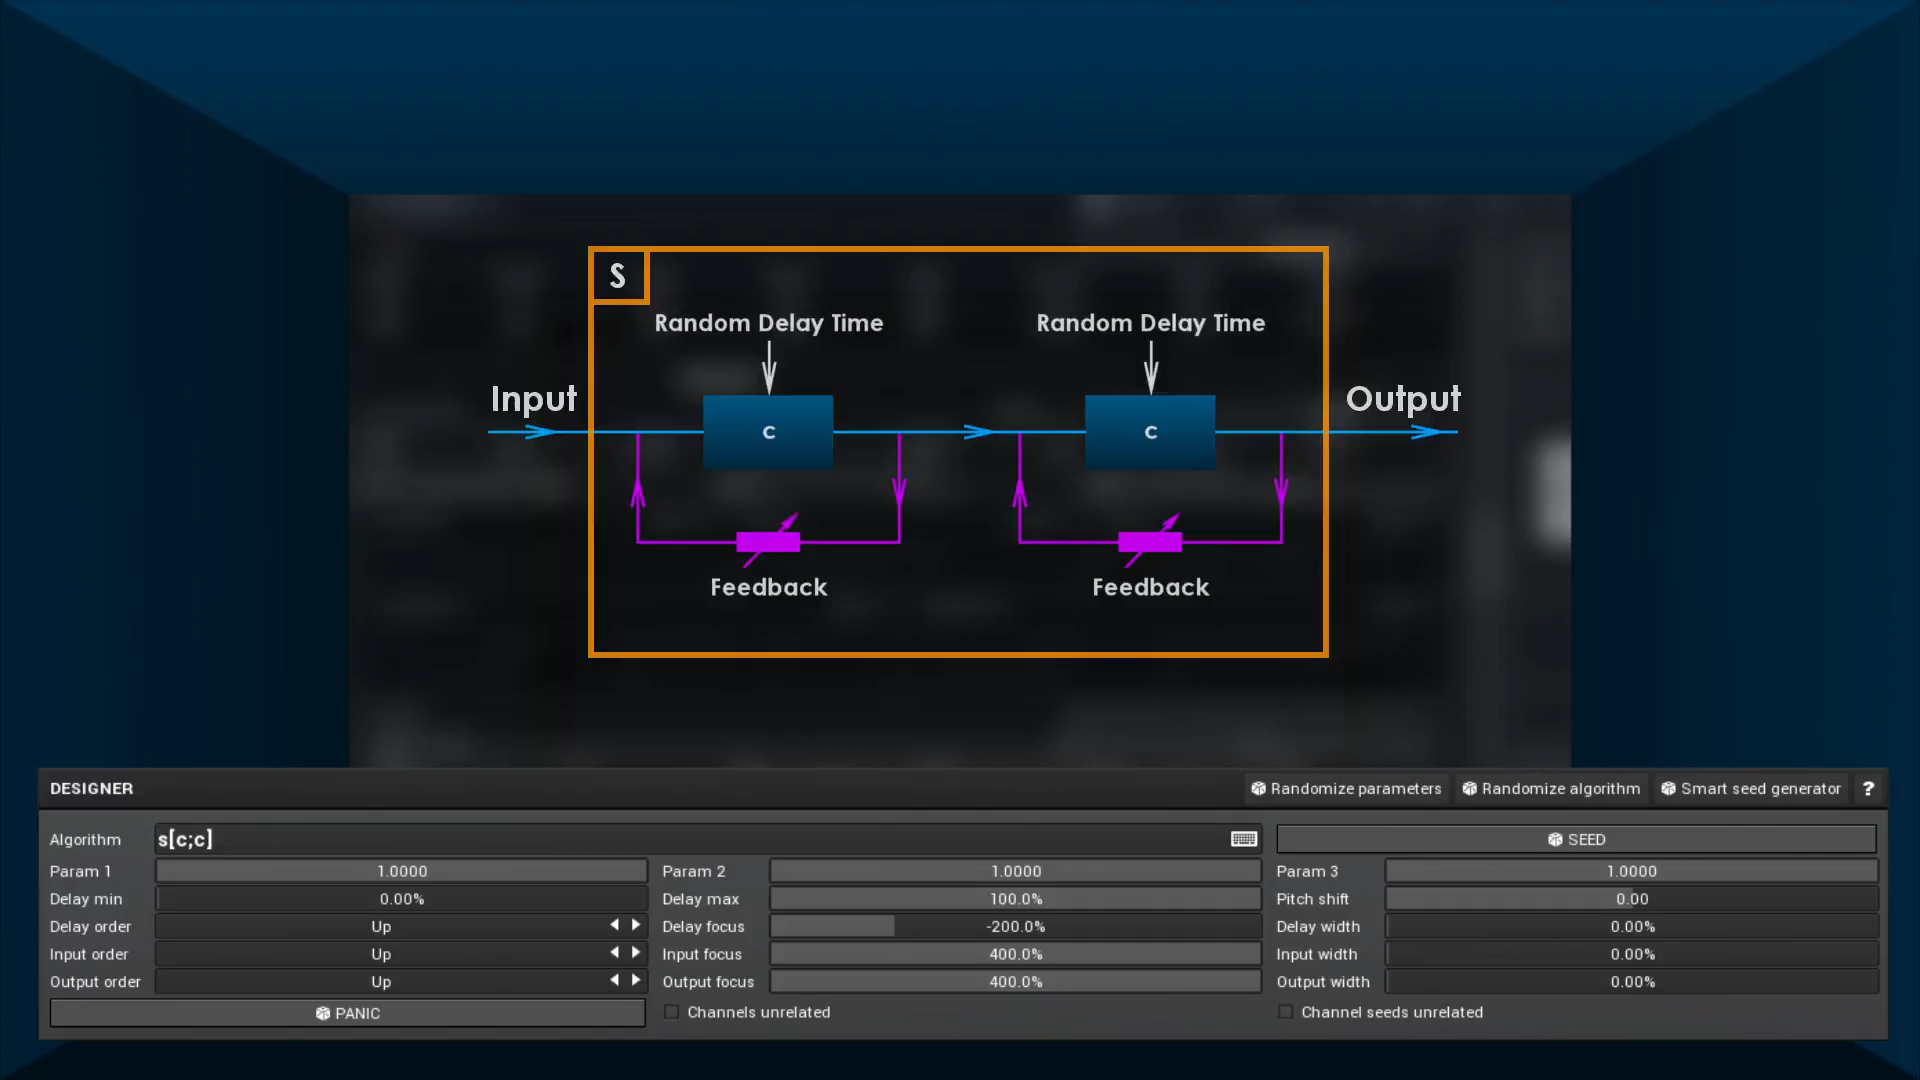 S
Random Delay Time Random Delay Time
Input Output
c c
Feedback Feedback
DESIGNER Randomize parameters Randomize algorithm Smart seed generator ?
Algorithm s[c;c] SEED
Param 1 1.0000 Param 2 1.0000 Param 3 1.0000
Delay min 0.00% Delay max 100.0% Pitch shift 0.00
Delay order Up Delay focus -200.0% Delay width 0.00%
Input order Up Input focus 400.0% Input width 0.00%
Output order Up Output focus 400.0% Output width 0.00%
PANIC Channels unrelated Channel seeds unrelated